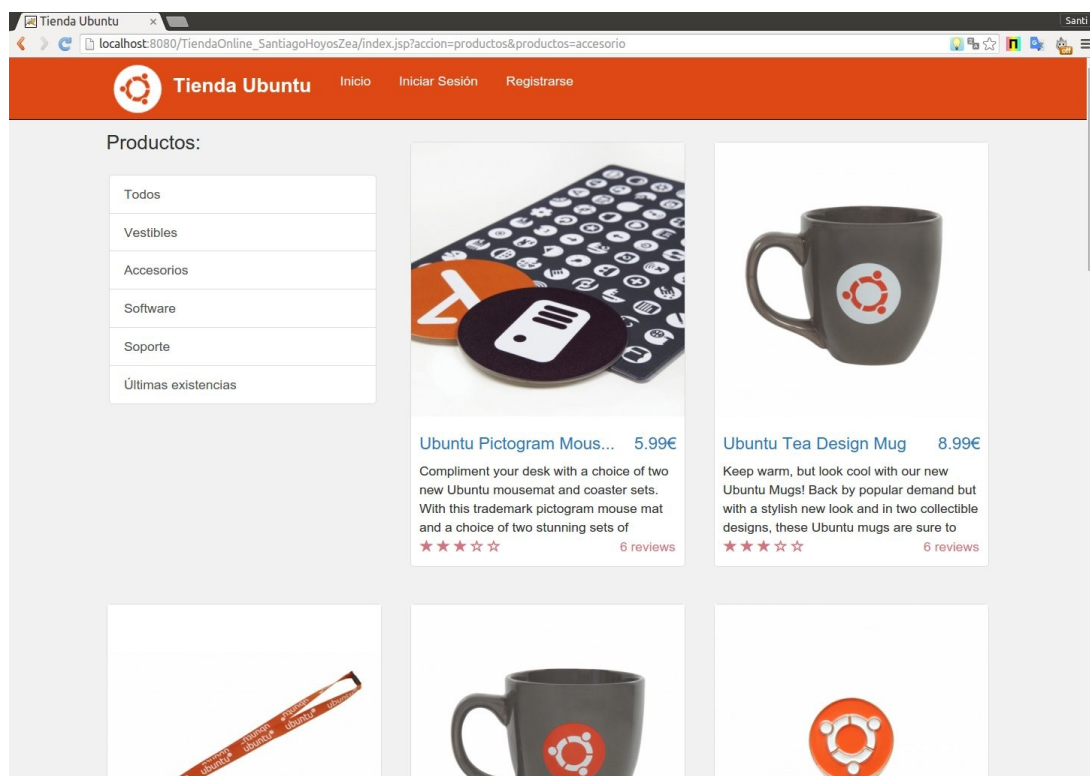 Tienda Ubuntu
Santi
localhost:8080/TiendaOnline_SantiagoHoyosZea/index.jsp?accion=productos&productos=accesorio
off
Tienda Ubuntu Inicio Iniciar Sesión Registrarse
Productos:
Todos
Vestibles
Accesorios
Software
Soporte
Últimas existencias
Ubuntu Pictogram Mous... 5.99€
Compliment your desk with a choice of two
new Ubuntu mousemat and coaster sets.
With this trademark pictogram mouse mat
and a choice of two stunning sets of
★★★☆☆ 6 reviews
Ubuntu Tea Design Mug 8.99€
Keep warm, but look cool with our new
Ubuntu Mugs! Back by popular demand but
with a stylish new look and in two collectible
designs, these Ubuntu mugs are sure to
★★★☆☆ 6 reviews
ubuntu ubuntu ubuntu ubuntu